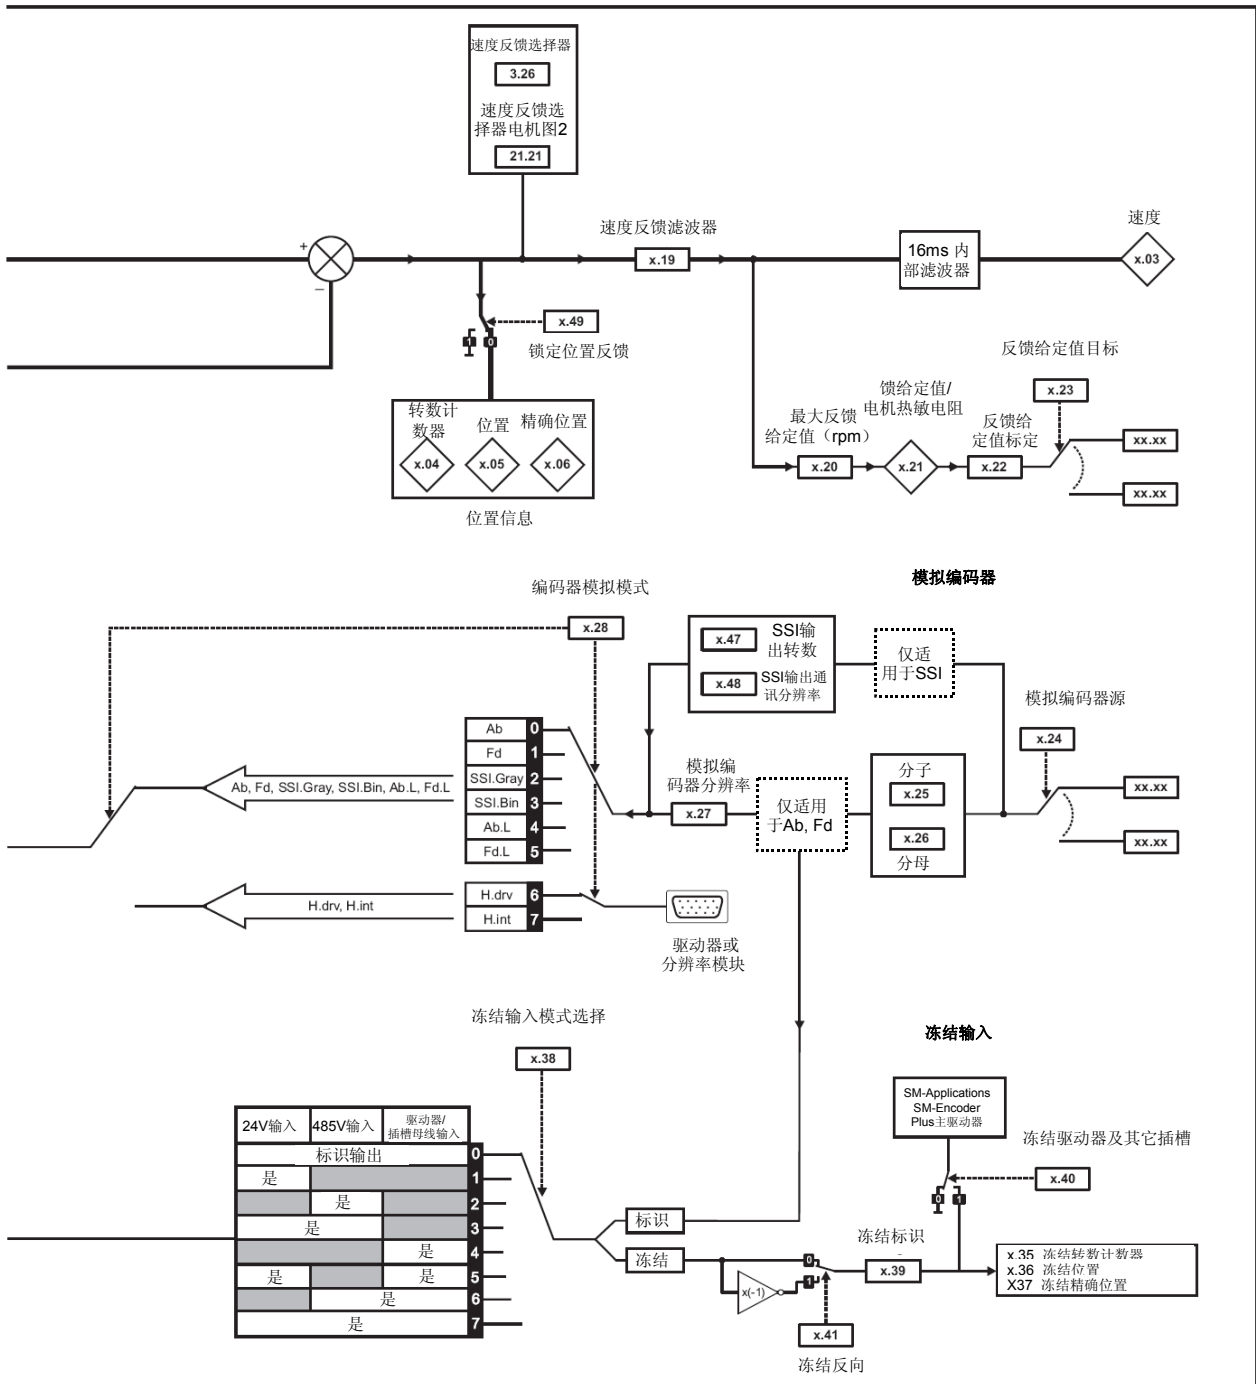 速度反馈选择器
3.26
速度反馈选
择器电机图2
21.21
速度反馈滤波器
x.19
16ms 内
部滤波器
速度
x.03
+
−
x.49
锁定位置反馈
1
0
转数计
数器
位置
精确位置
x.04
x.05
x.06
位置信息
反馈给定值目标
x.23
最大反馈
给定值（rpm）
x.20
馈给定值/
电机热敏电阻
x.21
反馈给
定值标定
x.22
xx.xx
xx.xx
模拟编码器
编码器模拟模式
x.28
x.47
SSI输
出转数
x.48
SSI输出通
讯分辨率
仅适
用于SSI
模拟编码器源
x.24
Ab, Fd, SSI.Gray, SSI.Bin, Ab.L, Fd.L
Ab 0
Fd 1
SSI.Gray 2
SSI.Bin 3
Ab.L 4
Fd.L 5
模拟编
码器分辨率
x.27
仅适用
于Ab, Fd
分子
x.25
x.26
分母
xx.xx
xx.xx
H.drv, H.int
H.drv 6
H.int 7
驱动器或
分辨率模块
冻结输入模式选择
x.38
冻结输入
SM-Applications
SM-Encoder
Plus主驱动器
冻结驱动器及其它插槽
x.40
0
1
24V输入
485V输入
驱动器/
插槽母线输入
标识输出 0
是 1
是 2
是 3
是 4
是 是 5
是 6
是 7
标识
冻结
x(-1)
0
1
冻结标识
x.39
x.35 冻结转数计数器
x.36 冻结位置
X37 冻结精确位置
x.41
冻结反向